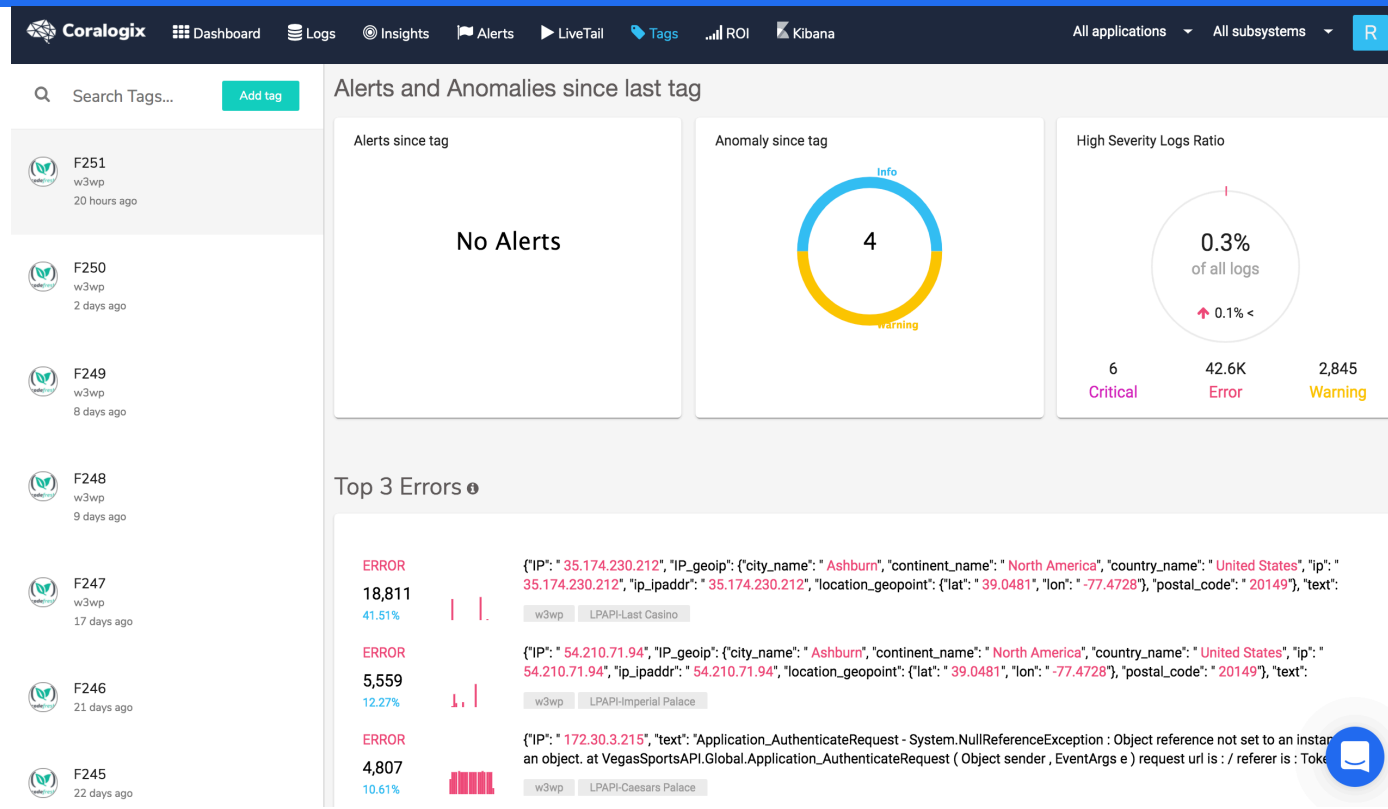 Coralogix
Dashboard
Logs
Insights
Alerts
LiveTail
Tags
ROI
Kibana
All applications
All subsystems
R
Search Tags...
Add tag
F251
w3wp
20 hours ago
F250
w3wp
2 days ago
F249
w3wp
8 days ago
F248
w3wp
9 days ago
F247
w3wp
17 days ago
F246
21 days ago
F245
22 days ago
Alerts and Anomalies since last tag
Alerts since tag
No Alerts
Anomaly since tag
Info
4
Warning
High Severity Logs Ratio
0.3%
of all logs
0.1% <
6
Critical
42.6K
Error
2,845
Warning
Top 3 Errors
ERROR
18,811
41.51%
{"IP": " 35.174.230.212", "IP_geoip": {"city_name": " Ashburn", "continent_name": " North America", "country_name": " United States", "ip": "
35.174.230.212", "ip_ipaddr": " 35.174.230.212", "location_geopoint": {"lat": " 39.0481", "lon": " -77.4728"}, "postal_code": " 20149"}, "text":
w3wp LPAPI-Last Casino
ERROR
5,559
12.27%
{"IP": " 54.210.71.94", "IP_geoip": {"city_name": " Ashburn", "continent_name": " North America", "country_name": " United States", "ip": "
54.210.71.94", "ip_ipaddr": " 54.210.71.94", "location_geopoint": {"lat": " 39.0481", "lon": " -77.4728"}, "postal_code": " 20149"}, "text":
w3wp LPAPI-Imperial Palace
ERROR
4,807
10.61%
{"IP": " 172.30.3.215", "text": "Application_AuthenticateRequest - System.NullReferenceException : Object reference not set to an instan
an object. at VegasSportsAPI.Global.Application_AuthenticateRequest ( Object sender , EventArgs e ) request url is : / referer is : Toke
w3wp LPAPI-Caesars Palace